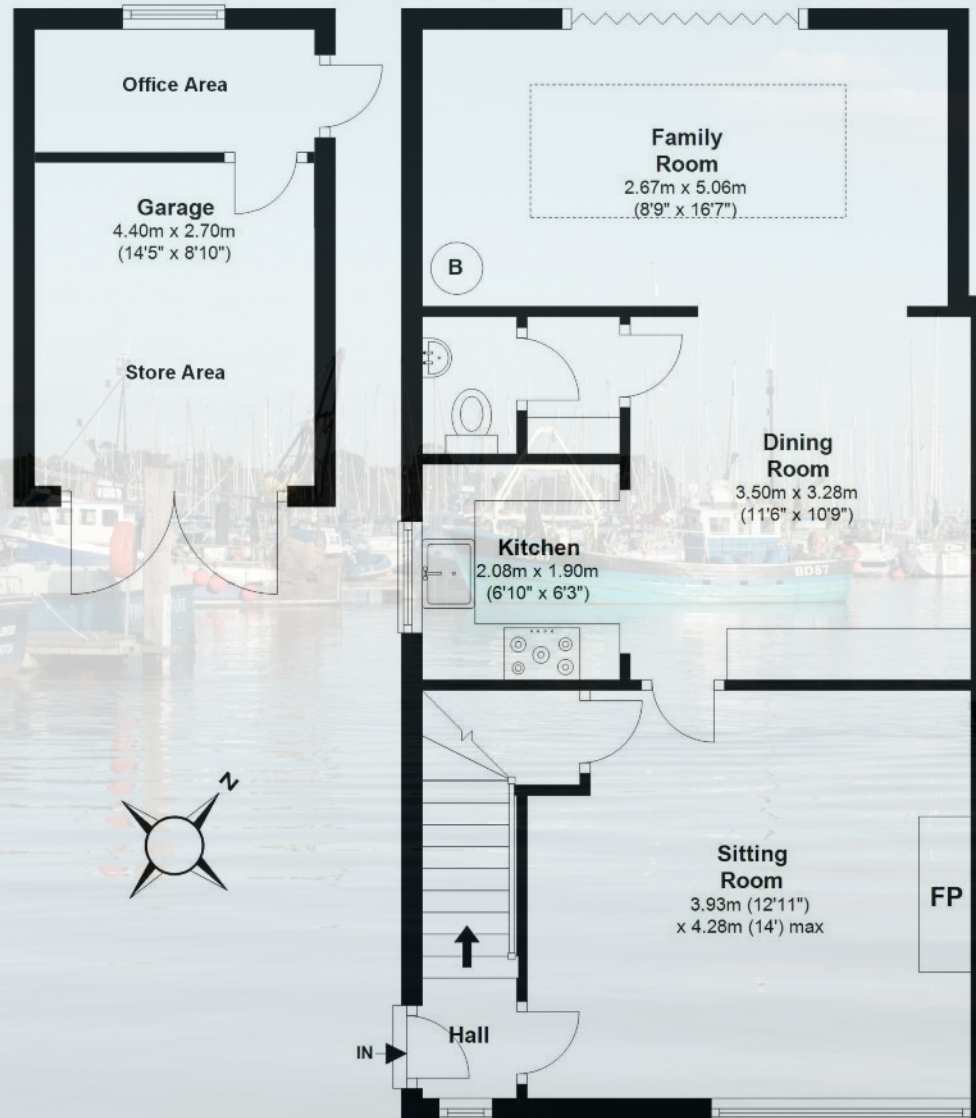 Office Area
Garage
4.40m x 2.70m
(14'5" x 8'10")
Store Area
Family
Room
2.67m x 5.06m
(8'9" x 16'7")
B
Dining
Room
3.50m x 3.28m
(11'6" x 10'9")
Kitchen
2.08m x 1.90m
(6'10" x 6'3")
BD87
N
Sitting
Room
3.93m (12'11")
x 4.28m (14') max
FP
Hall
IN